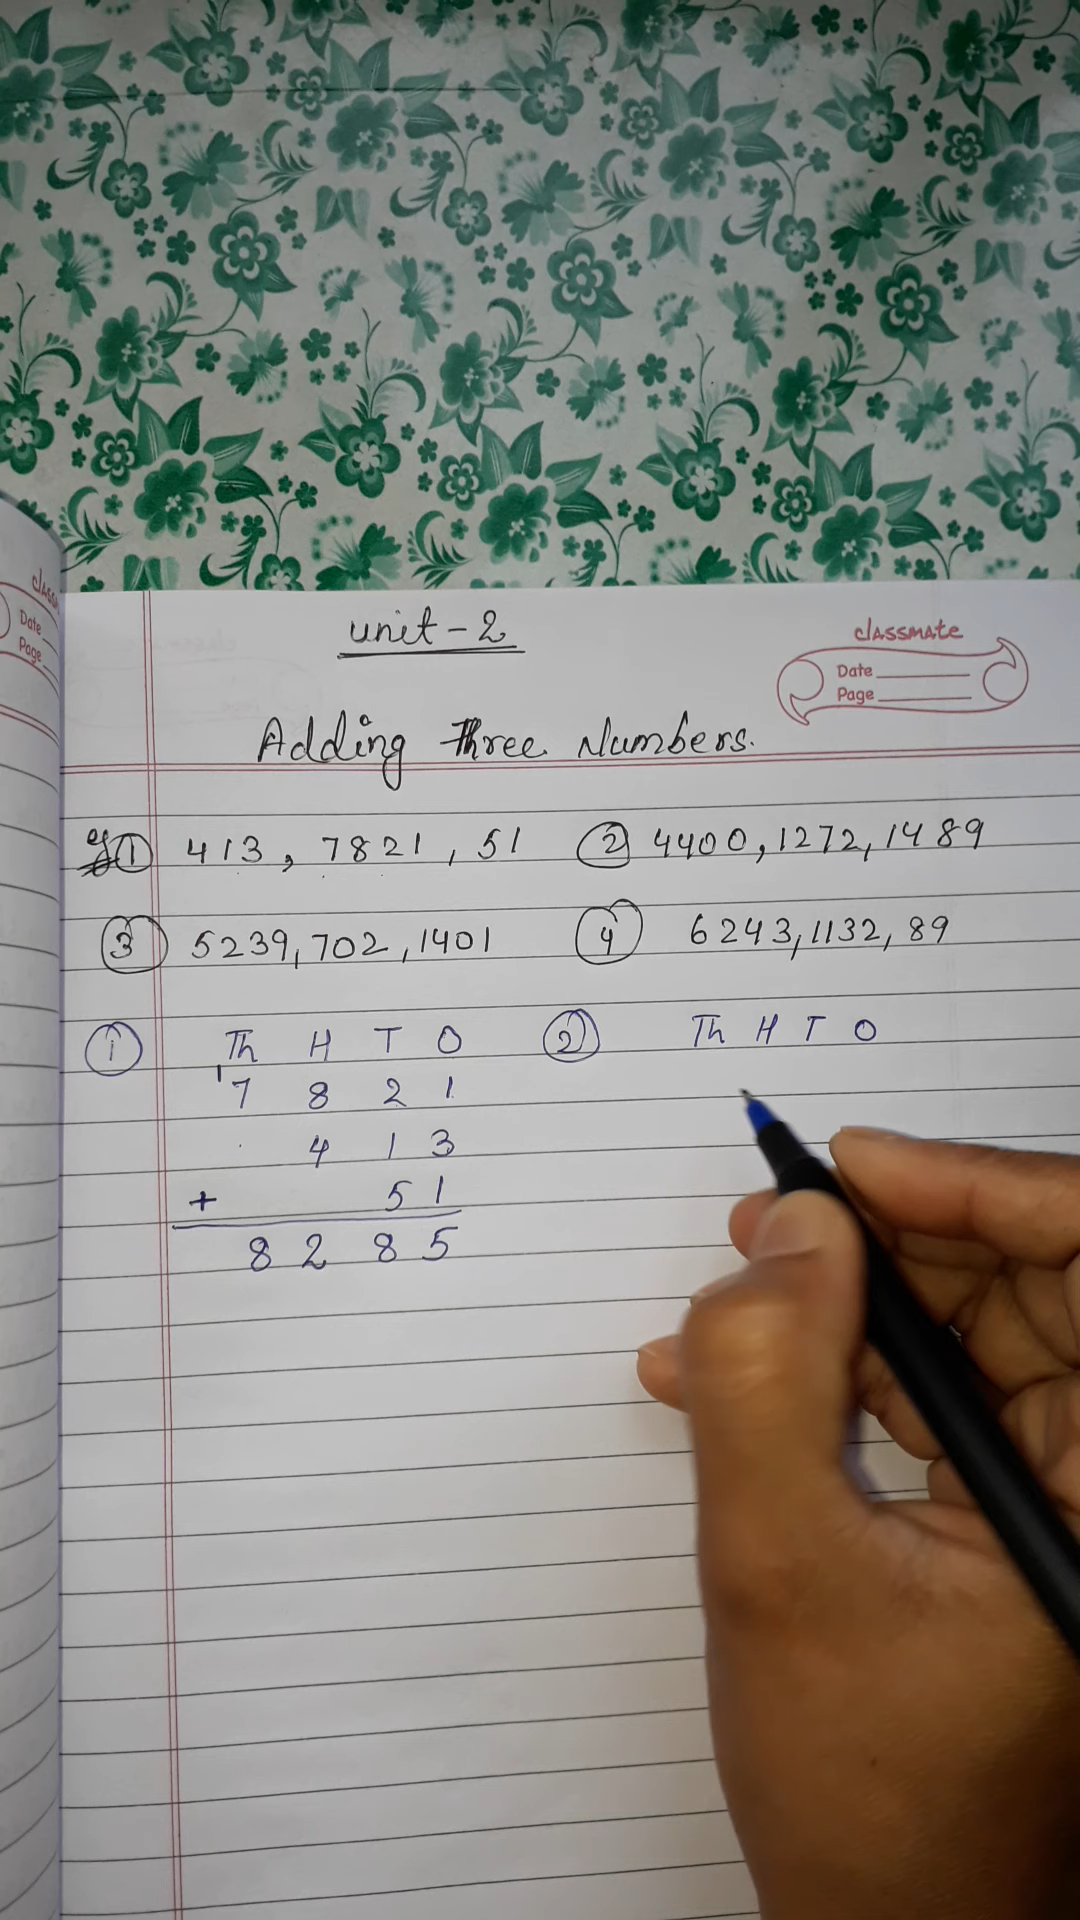 unit-2
classmate
Date
Page
Adding Three Numbers.
① 413, 7821, 51 ② 4400, 1272, 1489
③ 5239, 702, 1401 ④ 6243, 1132, 89
① Th H T O ② Th H T O
1
7 8 2 1
4 1 3
+ 5 1
8 2 8 5
Date
Page